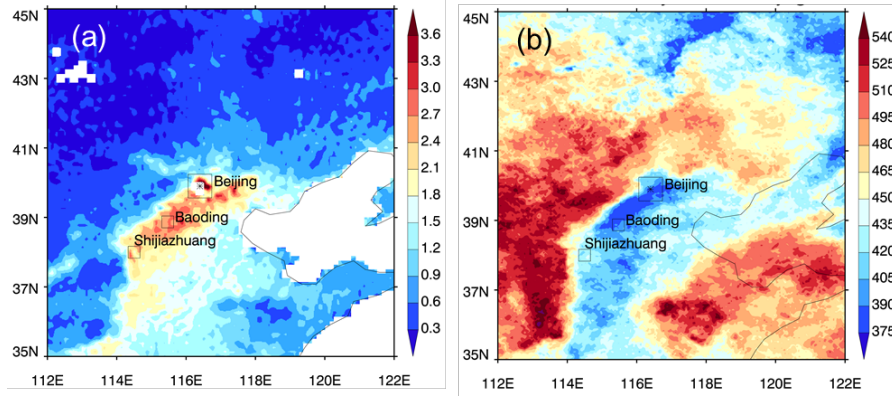 (a)
45N
43N
41N
39N
37N
35N
112E
114E
116E
118E
120E
122E
Beijing
Baoding
Shijiazhuang
3.6
3.3
3.0
2.7
2.4
2.1
1.8
1.5
1.2
0.9
0.6
0.3
(b)
45N
43N
41N
39N
37N
35N
112E
114E
116E
118E
120E
122E
Beijing
Baoding
Shijiazhuang
540
525
510
495
480
465
450
435
420
405
390
375